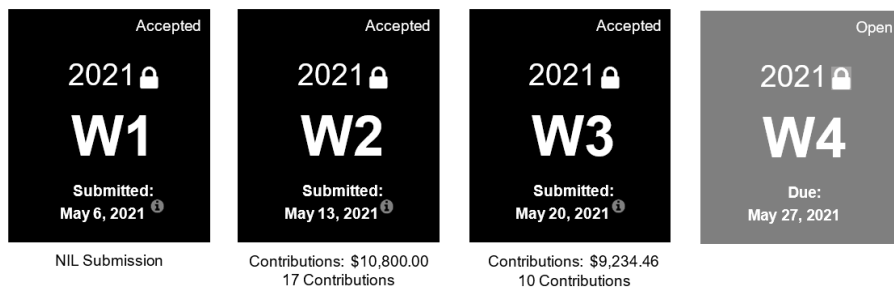 Accepted
2021
W1
Submitted:
May 6, 2021
NIL Submission
Accepted
2021
W2
Submitted:
May 13, 2021
Contributions: $10,800.00
17 Contributions
Accepted
2021
W3
Submitted:
May 20, 2021
Contributions: $9,234.46
10 Contributions
Open
2021
W4
Due:
May 27, 2021